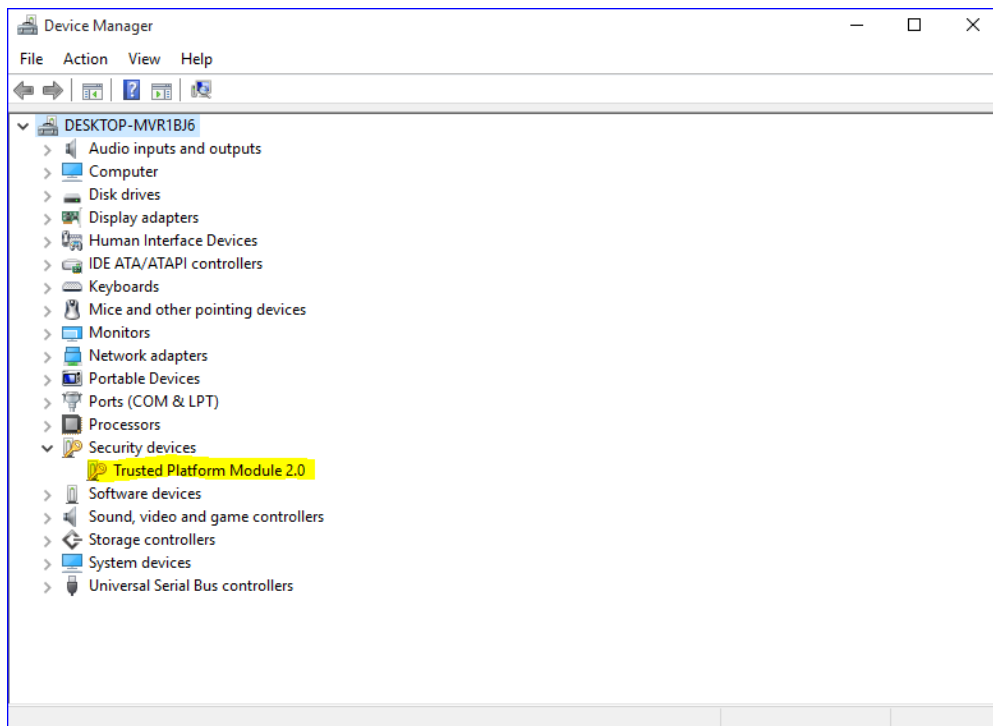 Device Manager
File Action View Help
DESKTOP-MVR1BJ6
Audio inputs and outputs
Computer
Disk drives
Display adapters
Human Interface Devices
IDE ATA/ATAPI controllers
Keyboards
Mice and other pointing devices
Monitors
Network adapters
Portable Devices
Ports (COM & LPT)
Processors
Security devices
Trusted Platform Module 2.0
Software devices
Sound, video and game controllers
Storage controllers
System devices
Universal Serial Bus controllers